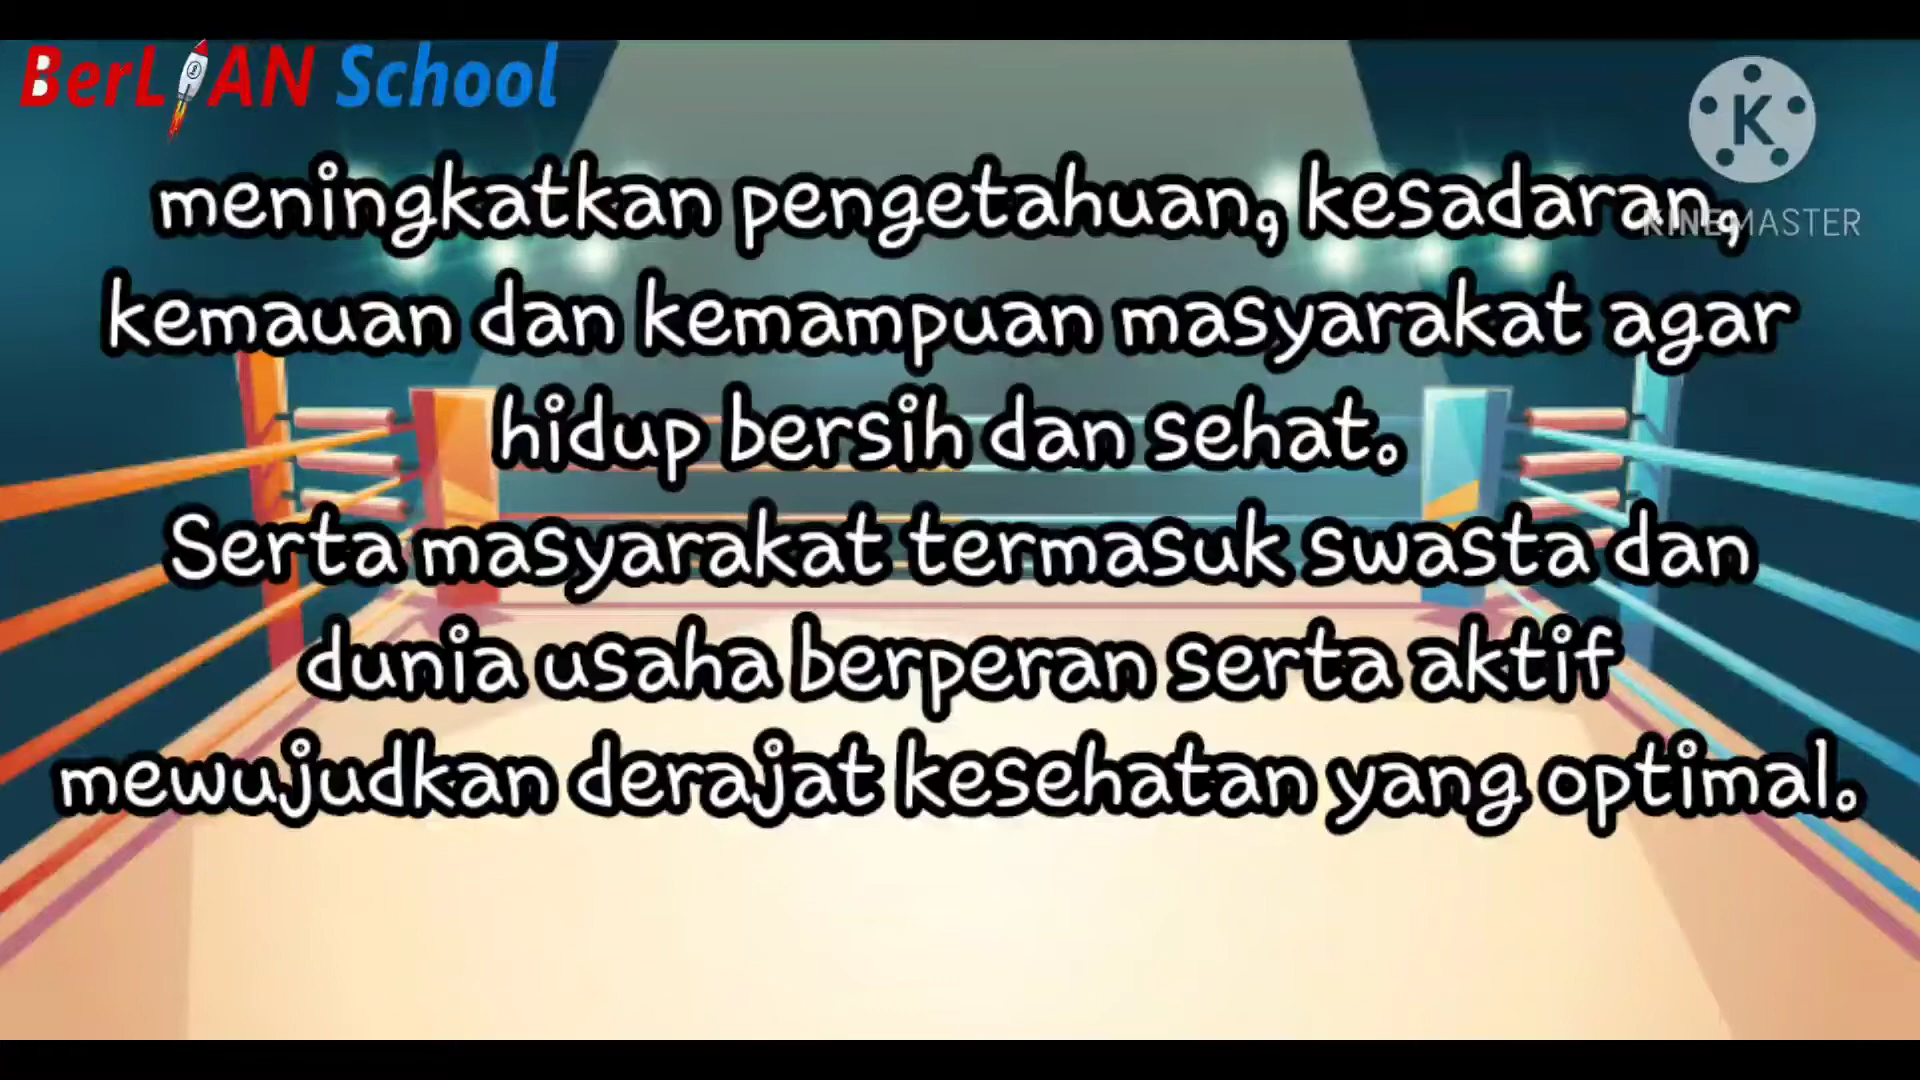 BerLIAN School
K
KINEMASTER
meningkatkan pengetahuan, kesadaran,
kemauan dan kemampuan masyarakat agar
hidup bersih dan sehat.
Serta masyarakat termasuk swasta dan
dunia usaha berperan serta aktif
mewujudkan derajat kesehatan yang optimal.